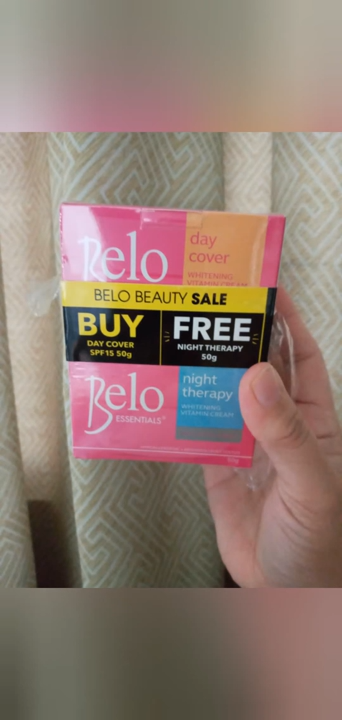 Belo
day
cover
WHITENING
VITAMIN CREAM
BELO BEAUTY SALE
BUY
DAY COVER
SPF15 50g
FREE
NIGHT THERAPY
50g
Belo
ESSENTIALS
night
therapy
WHITENING
VITAMIN CREAM